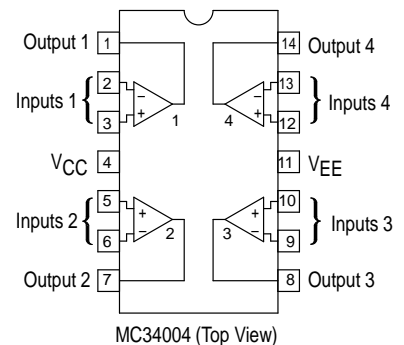 Output 1 1 14 Output 4
2 − − 13
Inputs 1 { } Inputs 4
3 + 1 4 + 12
VCC 4 11 VEE
5 + + 10
Inputs 2 { } Inputs 3
6 − 2 3 − 9
Output 2 7 8 Output 3
MC34004 (Top View)